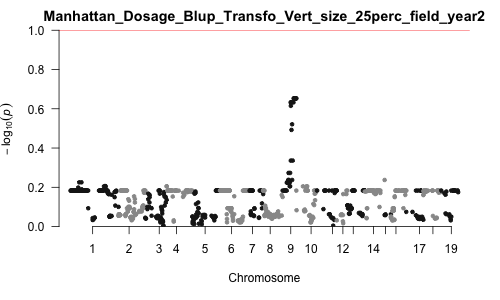 Manhattan_Dosage_Blup_Transfo_Vert_size_25perc_field_year2
− log10(p)
1.0
0.8
0.6
0.4
0.2
0.0
1 2 3 4 5 6 7 8 9 10 12 14 17 19
Chromosome